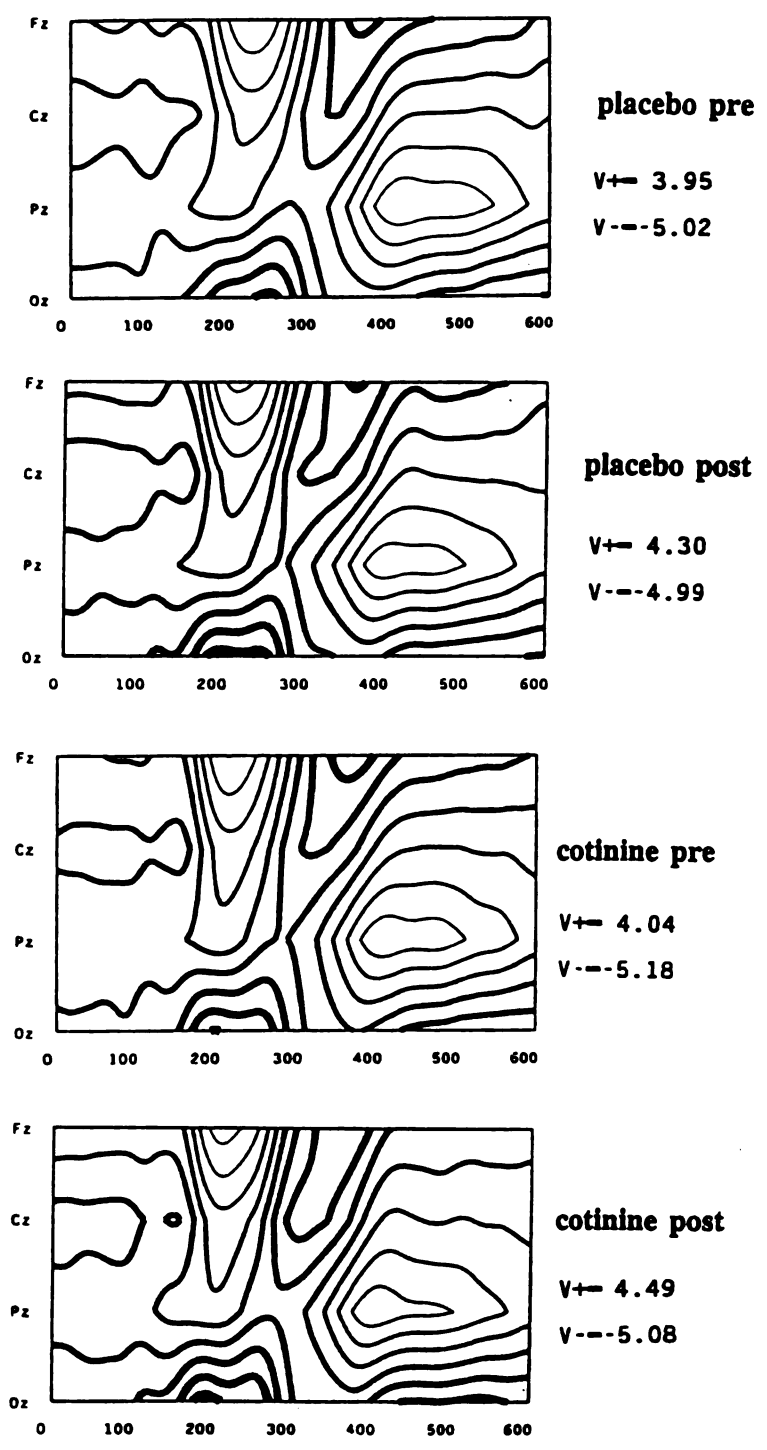 Fz
Cz
Pz
Oz
0 100 200 300 400 500 600
placebo pre
V+= 3.95
V-=-5.02
Fz
Cz
Pz
Oz
0 100 200 300 400 500 600
placebo post
V+= 4.30
V-=-4.99
Fz
Cz
Pz
Oz
0 100 200 300 400 500 600
cotinine pre
V+= 4.04
V-=-5.18
Fz
Cz
Pz
Oz
0 100 200 300 400 500 600
cotinine post
V+= 4.49
V-=-5.08